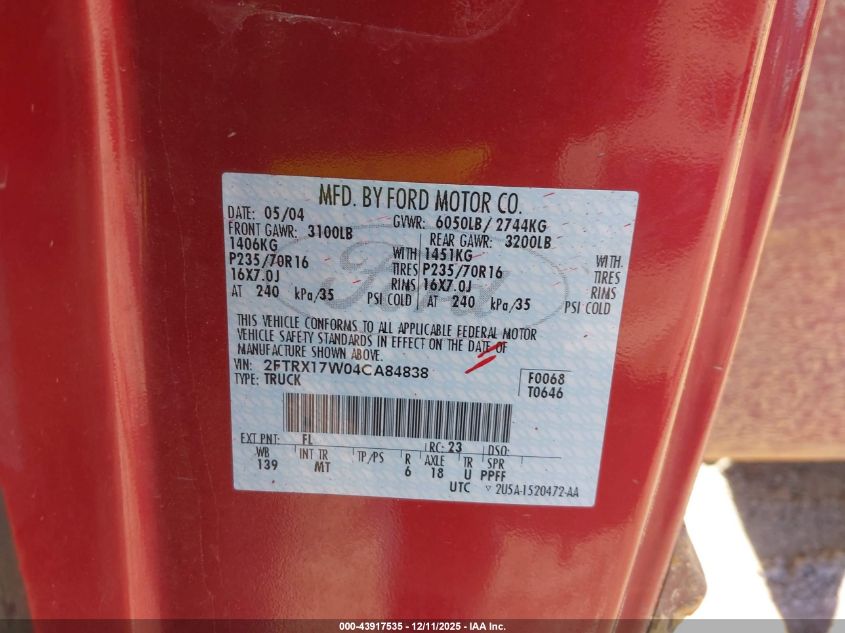 MFD. BY FORD MOTOR CO.
DATE: 05/04 GVWR: 6050LB/ 2744KG
FRONT GAWR: 3100LB REAR GAWR: 3200LB
1406KG WITH 1451KG WITH
P235/70R16 TIRES P235/70R16 TIRES
16X7.0J RIMS 16X7.0J RIMS
AT 240 kPa/35 PSI COLD AT 240 kPa/35 PSI COLD
Ford
THIS VEHICLE CONFORMS TO ALL APPLICABLE FEDERAL MOTOR
VEHICLE SAFETY STANDARDS IN EFFECT ON THE DATE OF
MANUFACTURE SHOWN ABOVE.
VIN: 2FTRX17W04CA84838
TYPE: TRUCK
F0068
T0646
EXT PNT: FL RC: 23 DSO:
WB INT TR TP/PS R AXLE TR SPR
139 MT 6 18 U PPFF
UTC ▽ 2U5A-1520472-AA
000-43917535 - 12/11/2025 - IAA Inc.